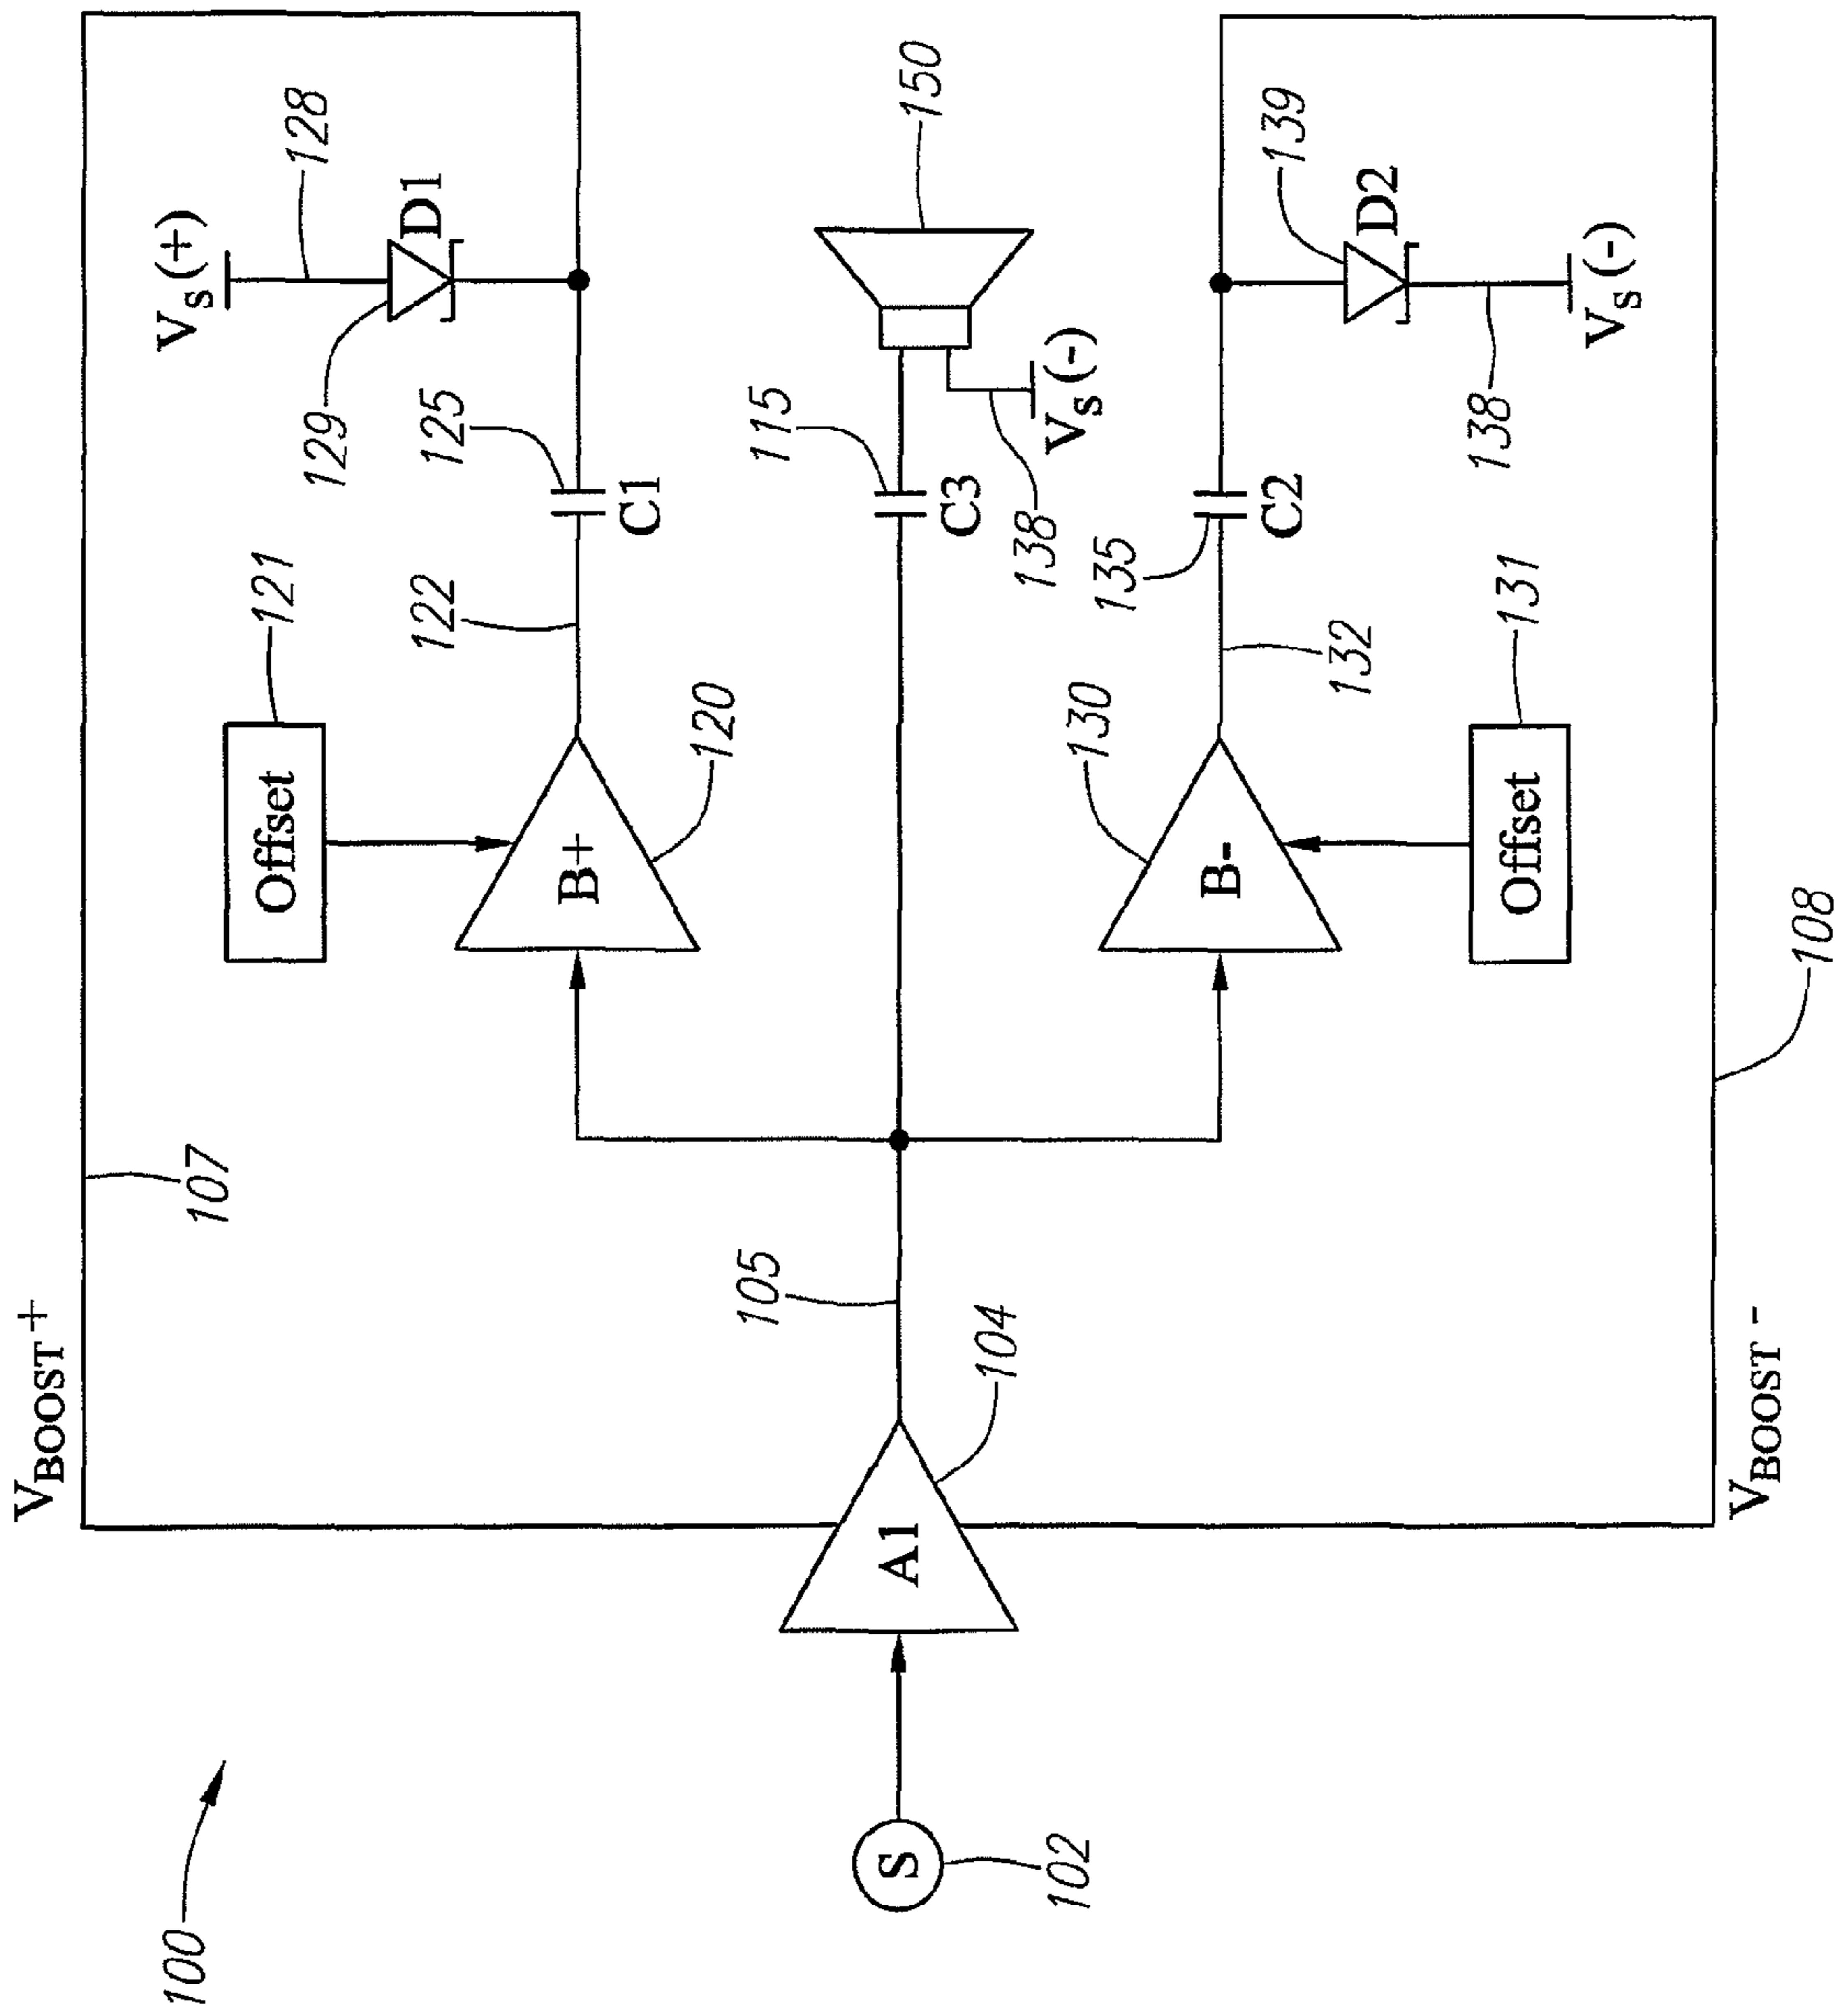 100
V_BOOST +
107
V_S (+)
128
129
D1
Offset
121
122
125
C1
B+
120
S
102
A1
104
105
115
C3
150
V_S (-)
138
B-
130
132
135
C2
139
D2
138
V_S (-)
Offset
131
V_BOOST -
108